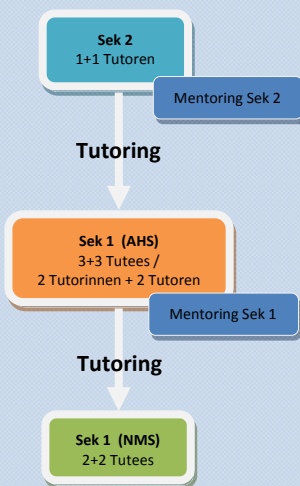 Sek 2
1+1 Tutoren
Mentoring Sek 2
Tutoring
Sek 1 (AHS)
3+3 Tutees /
2 Tutorinnen + 2 Tutoren
Mentoring Sek 1
Tutoring
Sek 1 (NMS)
2+2 Tutees